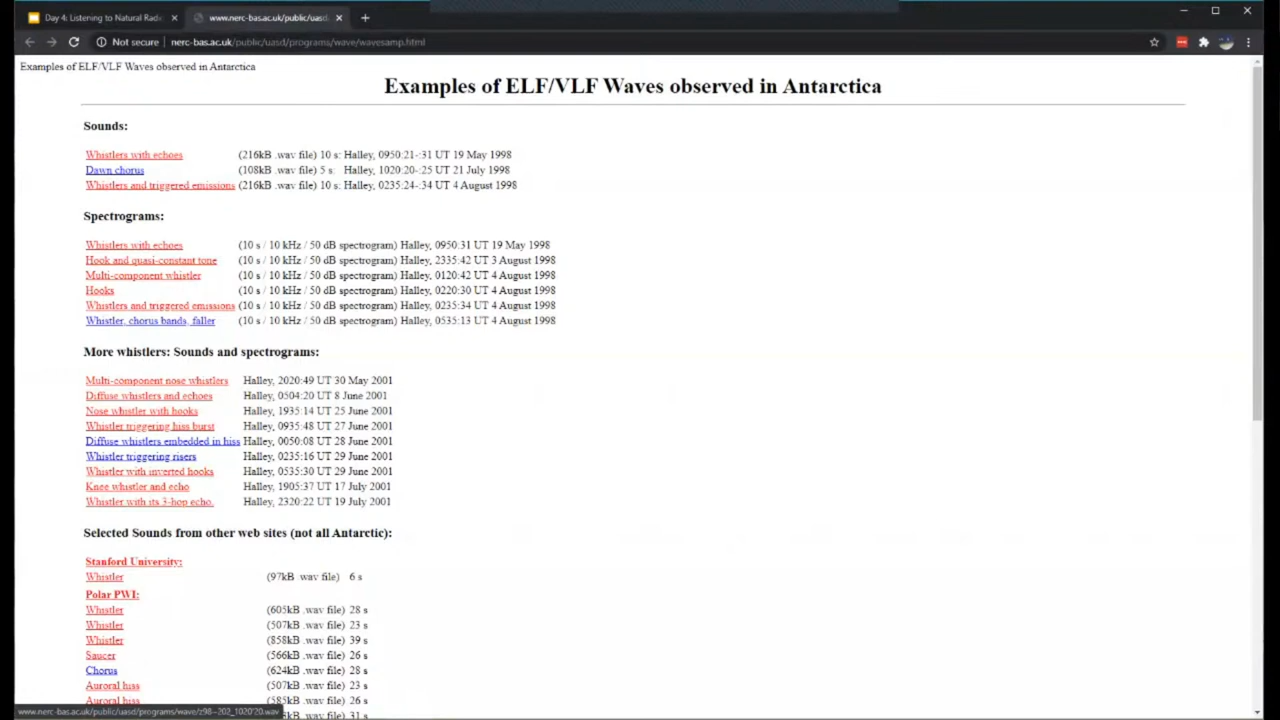 Day 4: Listening to Natural Radi
www.nerc-bas.ac.uk/public/uasd
Not secure
nerc-bas.ac.uk/public/uasd/programs/wave/wavesamp.html
Examples of ELF/VLF Waves observed in Antarctica
Examples of ELF/VLF Waves observed in Antarctica
Sounds:
Whistlers with echoes (216kB .wav file) 10 s: Halley, 0950:21-:31 UT 19 May 1998
Dawn chorus (108kB .wav file) 5 s: Halley, 1020:20-:25 UT 21 July 1998
Whistlers and triggered emissions (216kB .wav file) 10 s: Halley, 0235:24-:34 UT 4 August 1998
Spectrograms:
Whistlers with echoes (10 s / 10 kHz / 50 dB spectrogram) Halley, 0950:31 UT 19 May 1998
Hook and quasi-constant tone (10 s / 10 kHz / 50 dB spectrogram) Halley, 2335:42 UT 3 August 1998
Multi-component whistler (10 s / 10 kHz / 50 dB spectrogram) Halley, 0120:42 UT 4 August 1998
Hooks (10 s / 10 kHz / 50 dB spectrogram) Halley, 0220:30 UT 4 August 1998
Whistlers and triggered emissions (10 s / 10 kHz / 50 dB spectrogram) Halley, 0235:34 UT 4 August 1998
Whistler, chorus bands, faller (10 s / 10 kHz / 50 dB spectrogram) Halley, 0535:13 UT 4 August 1998
More whistlers: Sounds and spectrograms:
Multi-component nose whistlers Halley, 2020:49 UT 30 May 2001
Diffuse whistlers and echoes Halley, 0504:20 UT 8 June 2001
Nose whistler with hooks Halley, 1935:14 UT 25 June 2001
Whistler triggering hiss burst Halley, 0935:48 UT 27 June 2001
Diffuse whistlers embedded in hiss Halley, 0050:08 UT 28 June 2001
Whistler triggering risers Halley, 0235:16 UT 29 June 2001
Whistler with inverted hooks Halley, 0535:30 UT 29 June 2001
Knee whistler and echo Halley, 1905:37 UT 17 July 2001
Whistler with its 3-hop echo. Halley, 2320:22 UT 19 July 2001
Selected Sounds from other web sites (not all Antarctic):
Stanford University:
Whistler (97kB wav file) 6 s
Polar PWI:
Whistler (605kB .wav file) 28 s
Whistler (507kB .wav file) 23 s
Whistler (858kB .wav file) 39 s
Saucer (566kB .wav file) 26 s
Chorus (624kB .wav file) 28 s
Auroral hiss (507kB .wav file) 23 s
Auroral hiss (585kB .wav file) 26 s
kB .wav file) 31 s
www.nerc-bas.ac.uk/public/uasd/programs/wave/z98--202_1020'20.wav